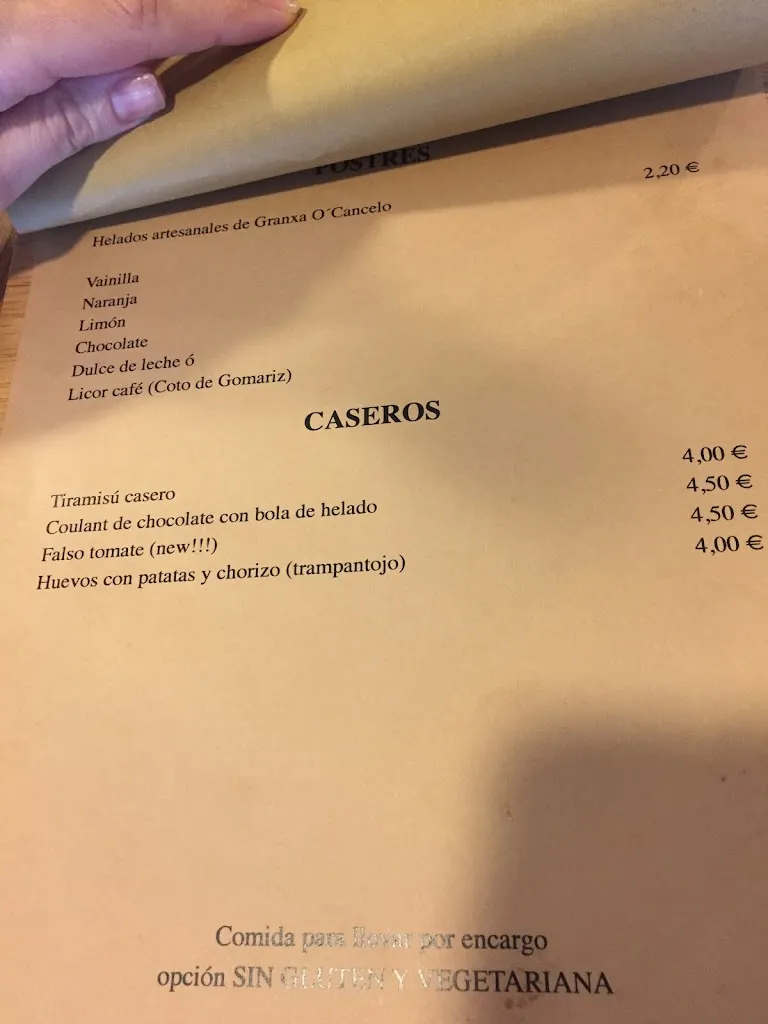 POSTRES
Helados artesanales de Granxa O´Cancelo 2,20 €
Vainilla
Naranja
Limón
Chocolate
Dulce de leche ó
Licor café (Coto de Gomariz)
CASEROS
Tiramisú casero 4,00 €
Coulant de chocolate con bola de helado 4,50 €
Falso tomate (new!!!) 4,50 €
Huevos con patatas y chorizo (trampantojo) 4,00 €
Comida para llevar por encargo
opción SIN GLUTEN Y VEGETARIANA